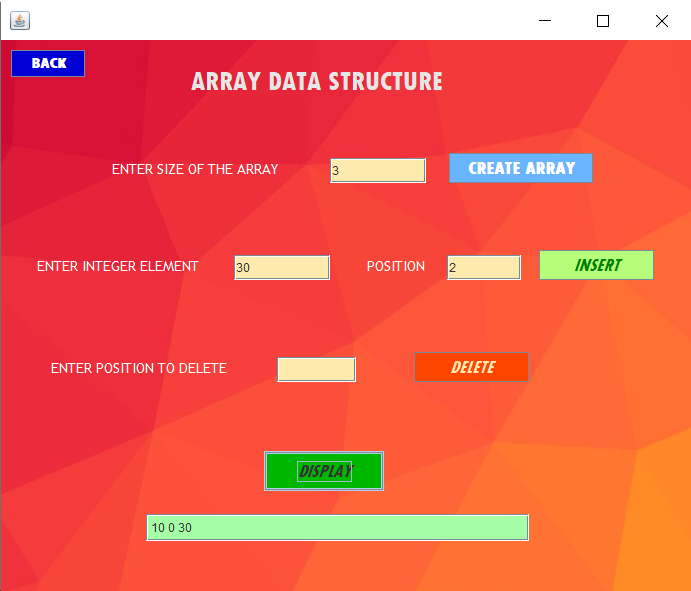 BACK
ARRAY DATA STRUCTURE
ENTER SIZE OF THE ARRAY 3 CREATE ARRAY
ENTER INTEGER ELEMENT 30 POSITION 2 INSERT
ENTER POSITION TO DELETE DELETE
DISPLAY
10 0 30